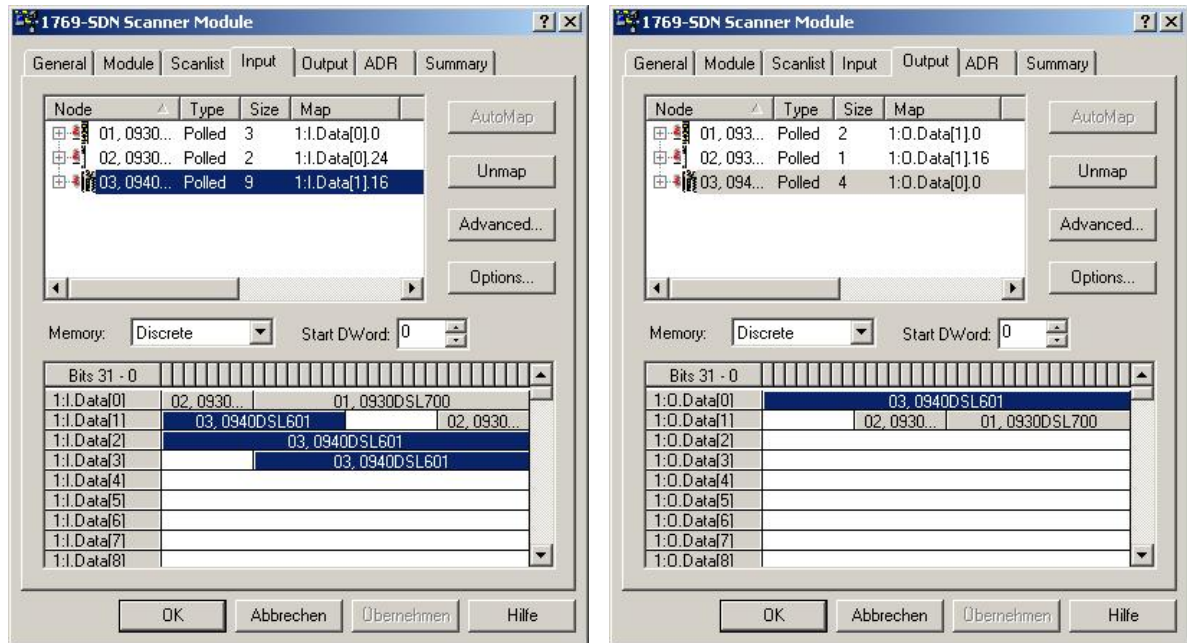 1769-SDN Scanner Module
General Module Scanlist Input Output ADR Summary
Node Type Size Map
01, 0930... Polled 3 1:I.Data[0].0
02, 0930... Polled 2 1:I.Data[0].24
03, 0940... Polled 9 1:I.Data[1].16
AutoMap
Unmap
Advanced...
Options...
Memory: Discrete Start DWord: 0
Bits 31 - 0
1:I.Data[0] 02, 0930... 01, 0930DSL700
1:I.Data[1] 03, 0940DSL601 02, 0930...
1:I.Data[2] 03, 0940DSL601
1:I.Data[3] 03, 0940DSL601
1:I.Data[4]
1:I.Data[5]
1:I.Data[6]
1:I.Data[7]
1:I.Data[8]
OK Abbrechen Übernehmen Hilfe
1769-SDN Scanner Module
General Module Scanlist Input Output ADR Summary
Node Type Size Map
01, 093... Polled 2 1:O.Data[1].0
02, 093... Polled 1 1:O.Data[1].16
03, 094... Polled 4 1:O.Data[0].0
AutoMap
Unmap
Advanced...
Options...
Memory: Discrete Start DWord: 0
Bits 31 - 0
1:O.Data[0] 03, 0940DSL601
1:O.Data[1] 02, 0930... 01, 0930DSL700
1:O.Data[2]
1:O.Data[3]
1:O.Data[4]
1:O.Data[5]
1:O.Data[6]
1:O.Data[7]
1:O.Data[8]
OK Abbrechen Übernehmen Hilfe